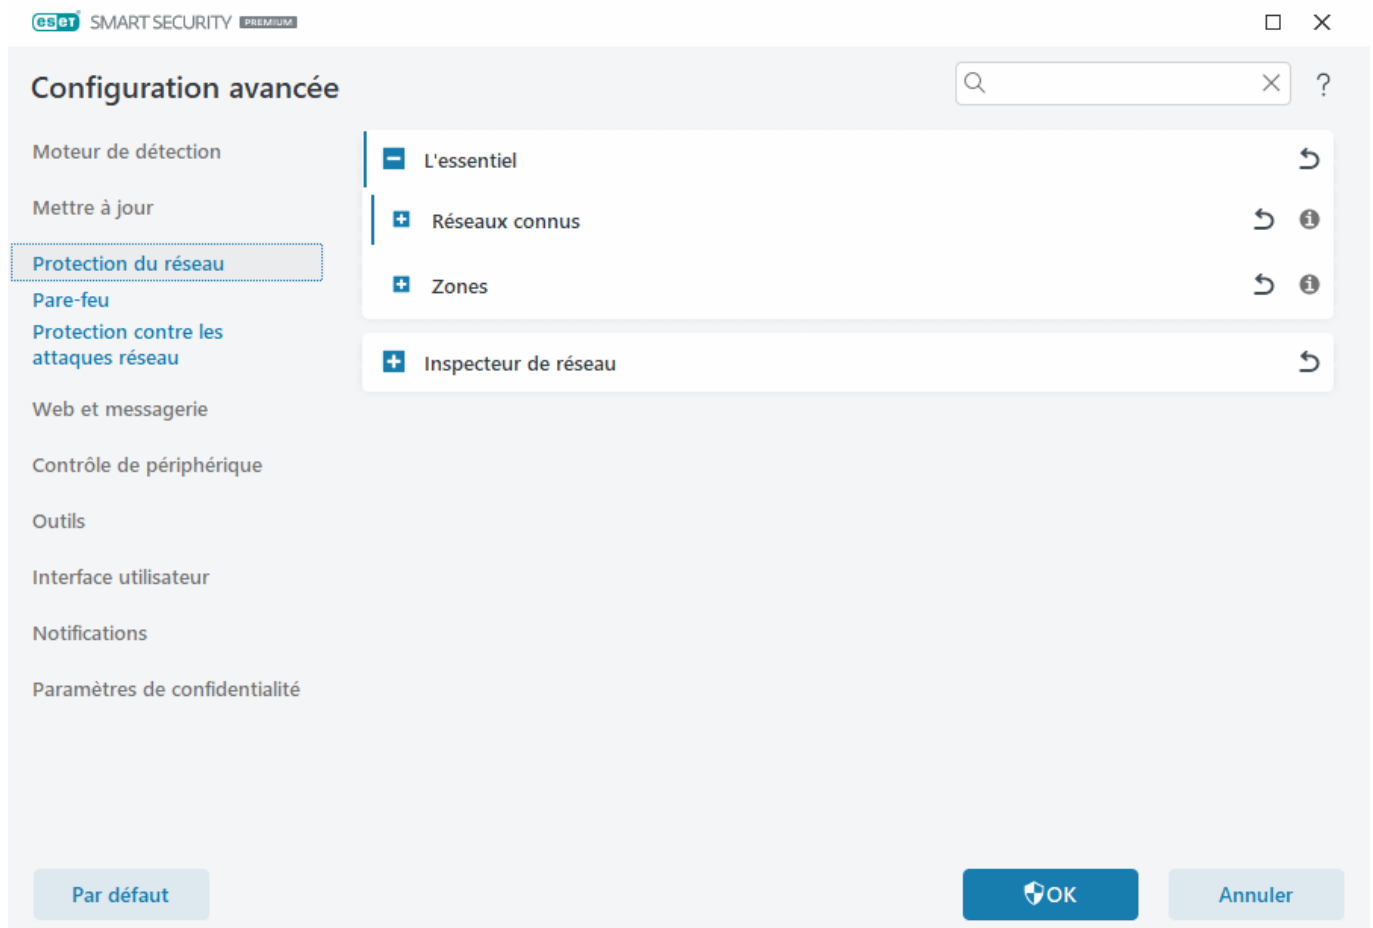 eset SMART SECURITY PREMIUM
Configuration avancée
?
Moteur de détection
Mettre à jour
Protection du réseau
Pare-feu
Protection contre les
attaques réseau
Web et messagerie
Contrôle de périphérique
Outils
Interface utilisateur
Notifications
Paramètres de confidentialité
L'essentiel
Réseaux connus
Zones
Inspecteur de réseau
Par défaut
OK
Annuler